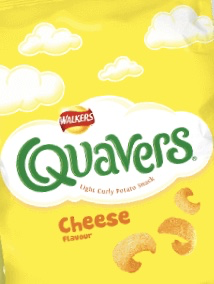 WALKERS
QUAVERS®
Light Curly Potato Snack
Cheese
flavour